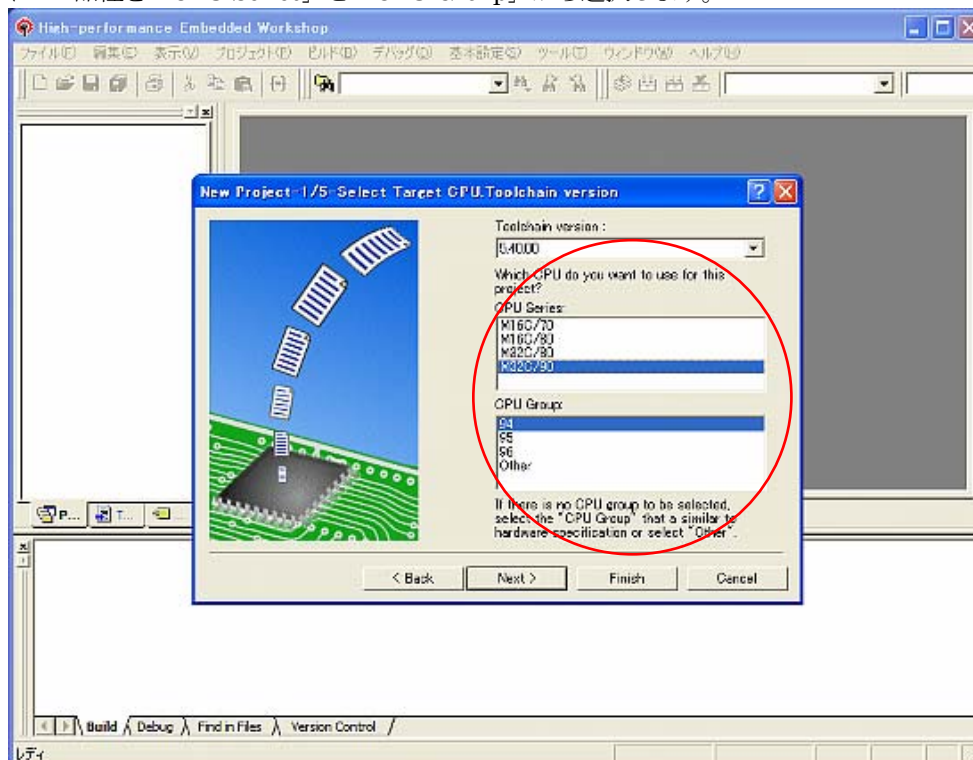 High-performance Embedded Workshop
ファイル(F) 編集(E) 表示(V) プロジェクト(P) ビルド(B) デバッグ(D) 基本設定(S) ツール(T) ウィンドウ(W) ヘルプ(H)
New Project-1/5-Select Target CPU.Toolchain version
Toolchain version :
5.40.00
Which CPU do you want to use for this
project?
CPU Series:
M16C/70
M16C/80
M32C/80
M32C/90
CPU Group:
94
95
96
Other
If there is no CPU group to be selected,
select the "CPU Group" that a similar to
hardware specification or select "Other".
< Back Next > Finish Cancel
P... T...
Build Debug Find in Files Version Control
レディ